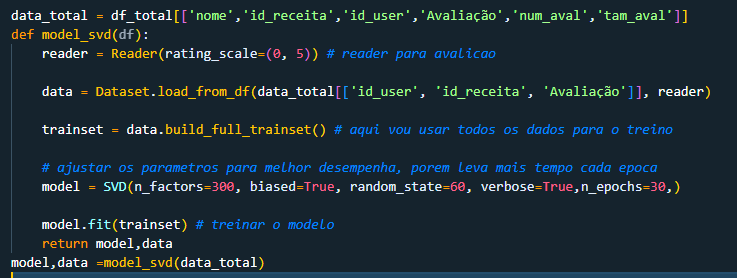 data_total = df_total[['nome','id_receita','id_user','Avaliação','num_aval','tam_aval']]
def model_svd(df):
    reader = Reader(rating_scale=(0, 5)) # reader para avalicao
    data = Dataset.load_from_df(data_total[['id_user', 'id_receita', 'Avaliação']], reader)
    trainset = data.build_full_trainset() # aqui vou usar todos os dados para o treino
    # ajustar os parametros para melhor desempenha, porem leva mais tempo cada epoca
    model = SVD(n_factors=300, biased=True, random_state=60, verbose=True,n_epochs=30,)
    model.fit(trainset) # treinar o modelo
    return model,data
model,data =model_svd(data_total)